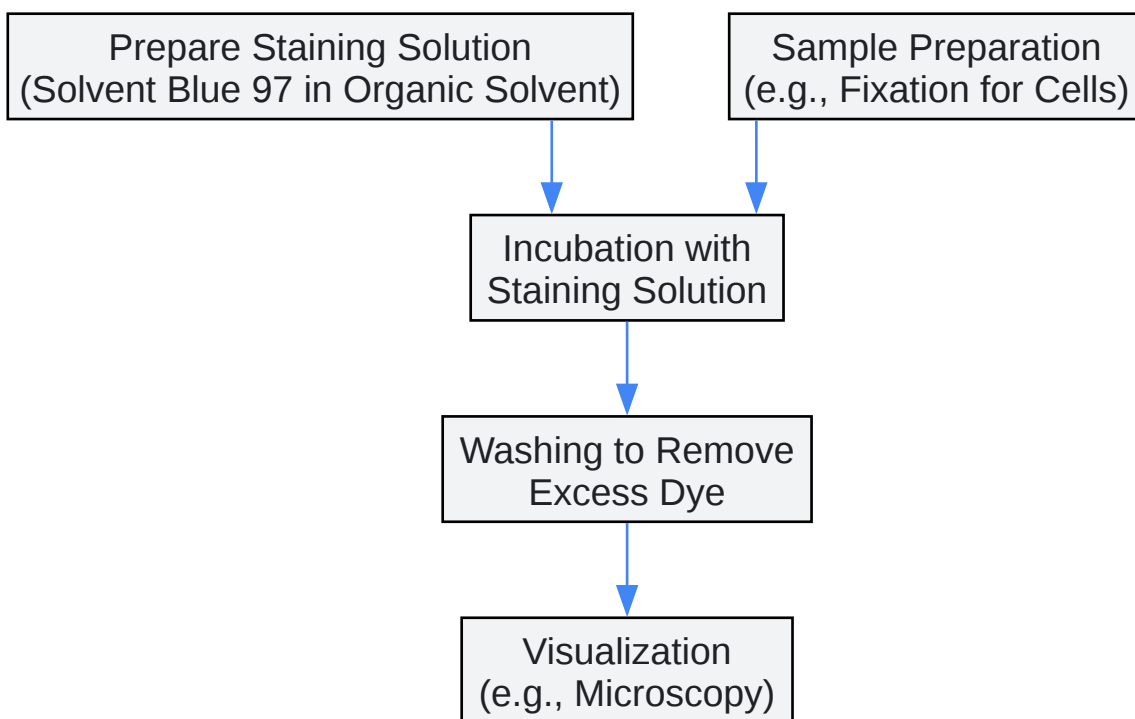 Prepare Staining Solution
(Solvent Blue 97 in Organic Solvent)
Sample Preparation
(e.g., Fixation for Cells)
Incubation with
Staining Solution
Washing to Remove
Excess Dye
Visualization
(e.g., Microscopy)